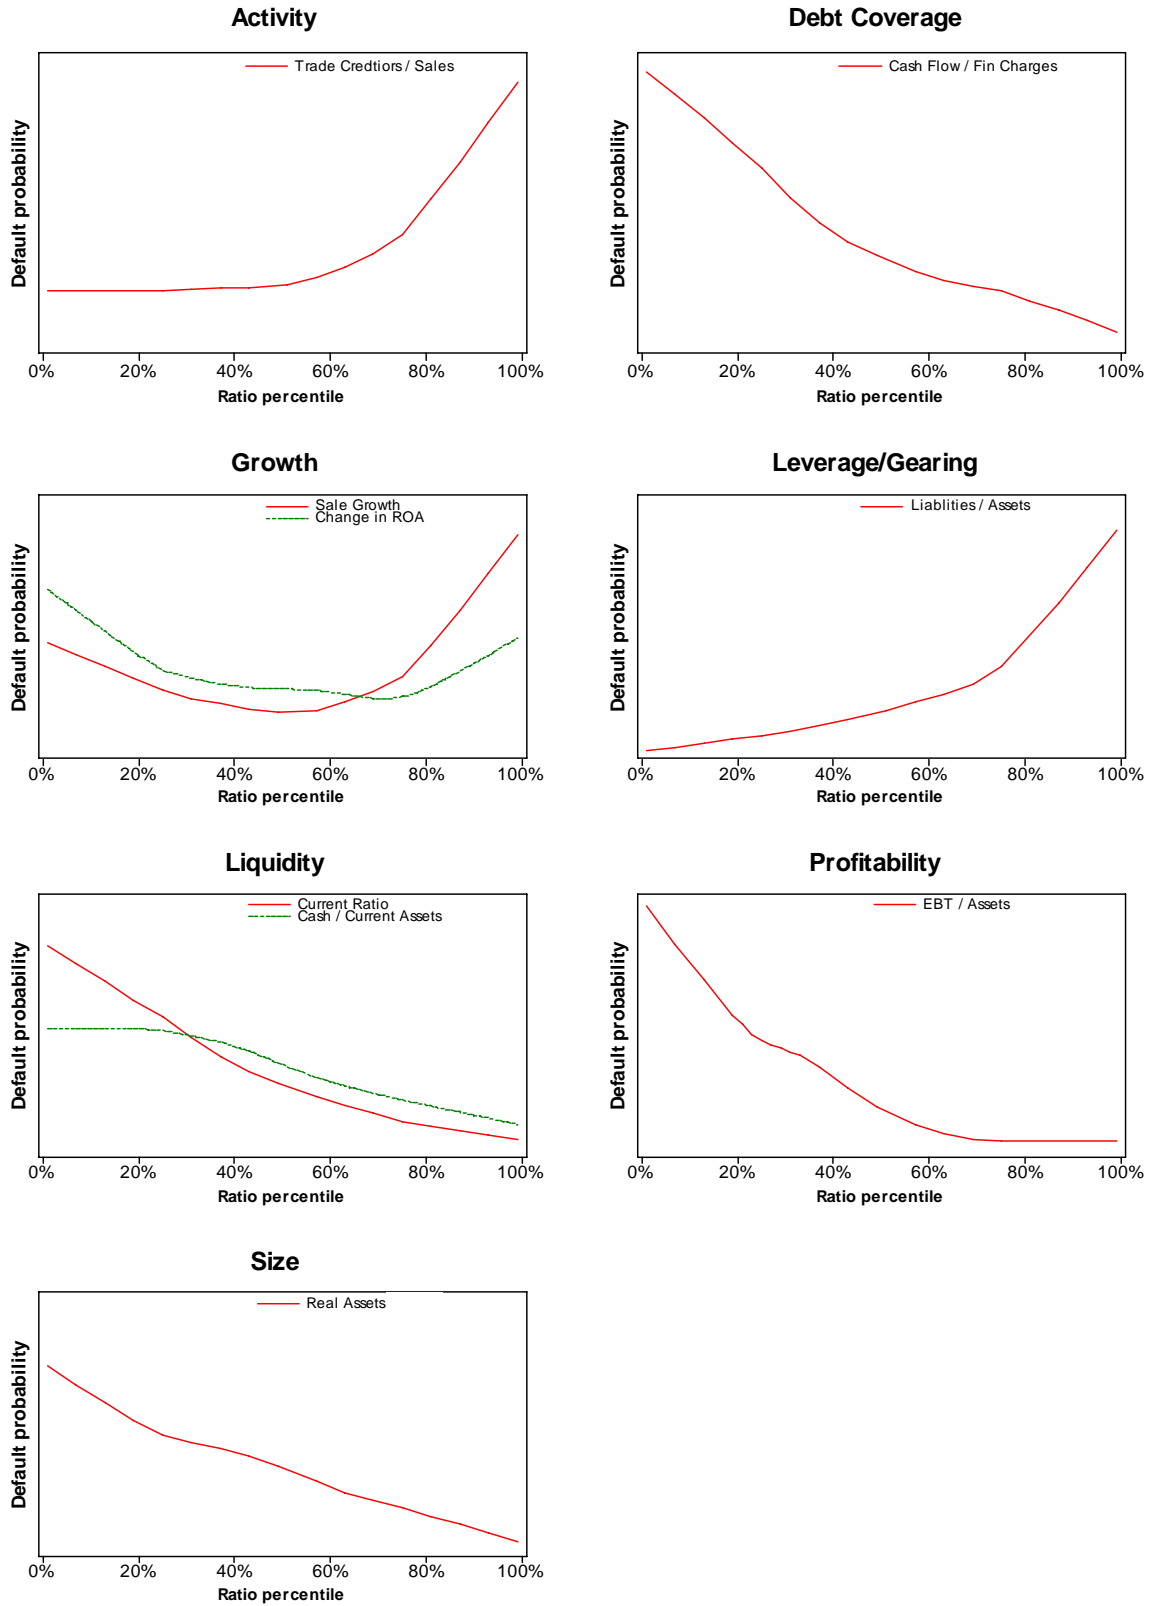 Activity
Trade Credtiors / Sales
Default probability
0% 20% 40% 60% 80% 100%
Ratio percentile
Debt Coverage
Cash Flow / Fin Charges
Default probability
0% 20% 40% 60% 80% 100%
Ratio percentile
Growth
Sale Growth
Change in ROA
Default probability
0% 20% 40% 60% 80% 100%
Ratio percentile
Leverage/Gearing
Liablities / Assets
Default probability
0% 20% 40% 60% 80% 100%
Ratio percentile
Liquidity
Current Ratio
Cash / Current Assets
Default probability
0% 20% 40% 60% 80% 100%
Ratio percentile
Profitability
EBT / Assets
Default probability
0% 20% 40% 60% 80% 100%
Ratio percentile
Size
Real Assets
Default probability
0% 20% 40% 60% 80% 100%
Ratio percentile